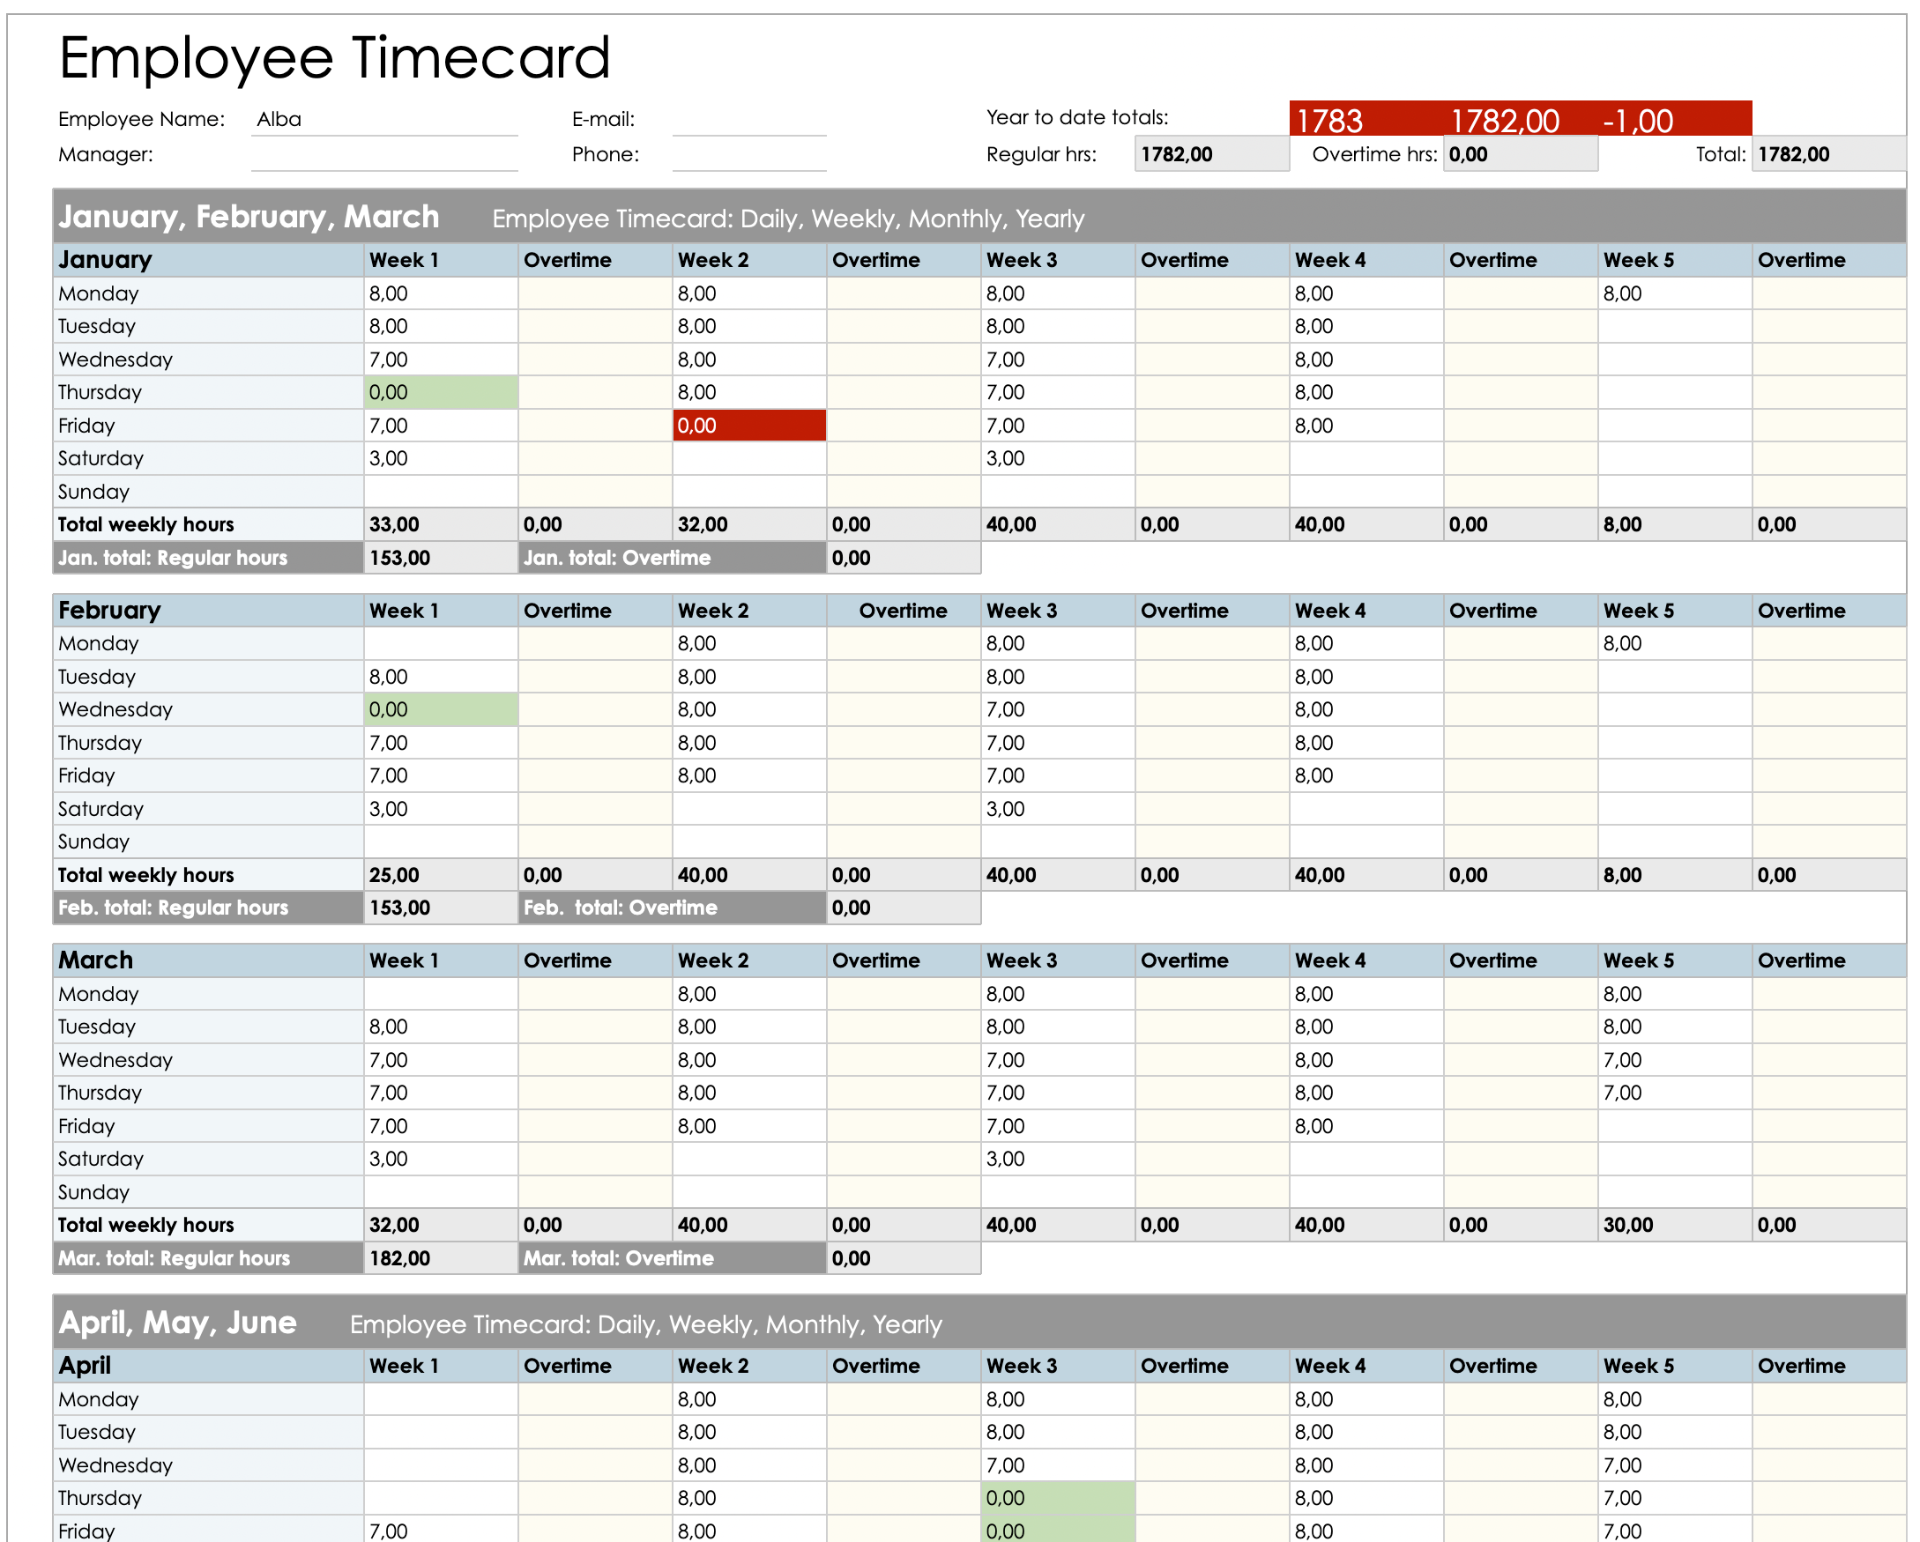 Employee Timecard
Employee Name: Alba E-mail: Year to date totals: 1783 1782,00 -1,00
Manager: Phone: Regular hrs: 1782,00 Overtime hrs: 0,00 Total: 1782,00
January, February, March Employee Timecard: Daily, Weekly, Monthly, Yearly
January Week 1 Overtime Week 2 Overtime Week 3 Overtime Week 4 Overtime Week 5 Overtime
Monday 8,00 8,00 8,00 8,00 8,00
Tuesday 8,00 8,00 8,00 8,00
Wednesday 7,00 8,00 7,00 8,00
Thursday 0,00 8,00 7,00 8,00
Friday 7,00 0,00 7,00 8,00
Saturday 3,00 3,00
Sunday
Total weekly hours 33,00 0,00 32,00 0,00 40,00 0,00 40,00 0,00 8,00 0,00
Jan. total: Regular hours 153,00 Jan. total: Overtime 0,00
February Week 1 Overtime Week 2 Overtime Week 3 Overtime Week 4 Overtime Week 5 Overtime
Monday 8,00 8,00 8,00 8,00
Tuesday 8,00 8,00 8,00 8,00
Wednesday 0,00 8,00 7,00 8,00
Thursday 7,00 8,00 7,00 8,00
Friday 7,00 8,00 7,00 8,00
Saturday 3,00 3,00
Sunday
Total weekly hours 25,00 0,00 40,00 0,00 40,00 0,00 40,00 0,00 8,00 0,00
Feb. total: Regular hours 153,00 Feb. total: Overtime 0,00
March Week 1 Overtime Week 2 Overtime Week 3 Overtime Week 4 Overtime Week 5 Overtime
Monday 8,00 8,00 8,00 8,00
Tuesday 8,00 8,00 8,00 8,00 8,00
Wednesday 7,00 8,00 7,00 8,00 7,00
Thursday 7,00 8,00 7,00 8,00 7,00
Friday 7,00 8,00 7,00 8,00
Saturday 3,00 3,00
Sunday
Total weekly hours 32,00 0,00 40,00 0,00 40,00 0,00 40,00 0,00 30,00 0,00
Mar. total: Regular hours 182,00 Mar. total: Overtime 0,00
April, May, June Employee Timecard: Daily, Weekly, Monthly, Yearly
April Week 1 Overtime Week 2 Overtime Week 3 Overtime Week 4 Overtime Week 5 Overtime
Monday 8,00 8,00 8,00 8,00
Tuesday 8,00 8,00 8,00 8,00
Wednesday 8,00 7,00 8,00 7,00
Thursday 8,00 0,00 8,00 7,00
Friday 7,00 8,00 0,00 8,00 7,00